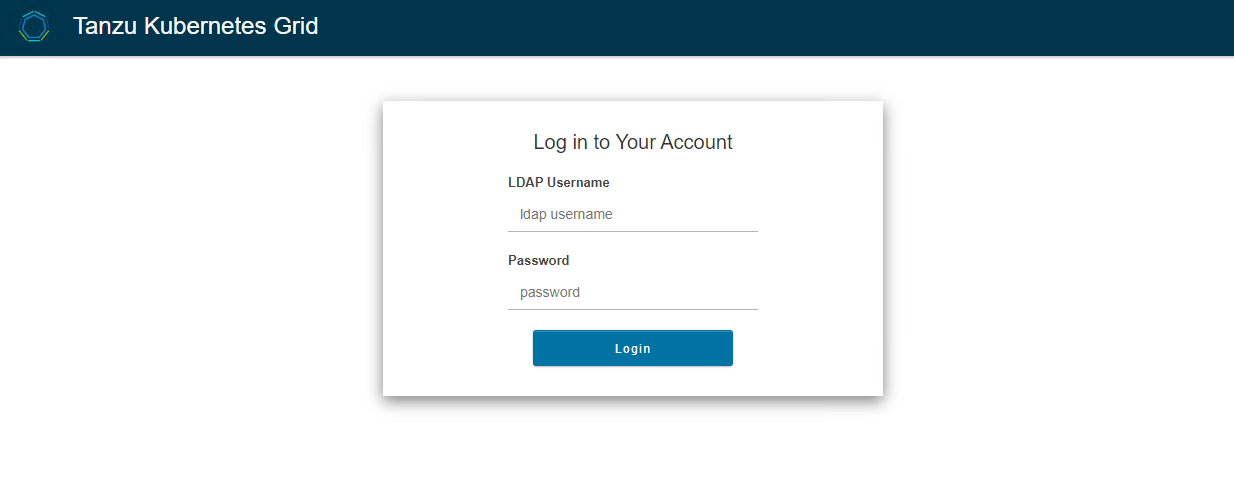 Tanzu Kubernetes Grid
Log in to Your Account
LDAP Username
ldap username
Password
password
Login